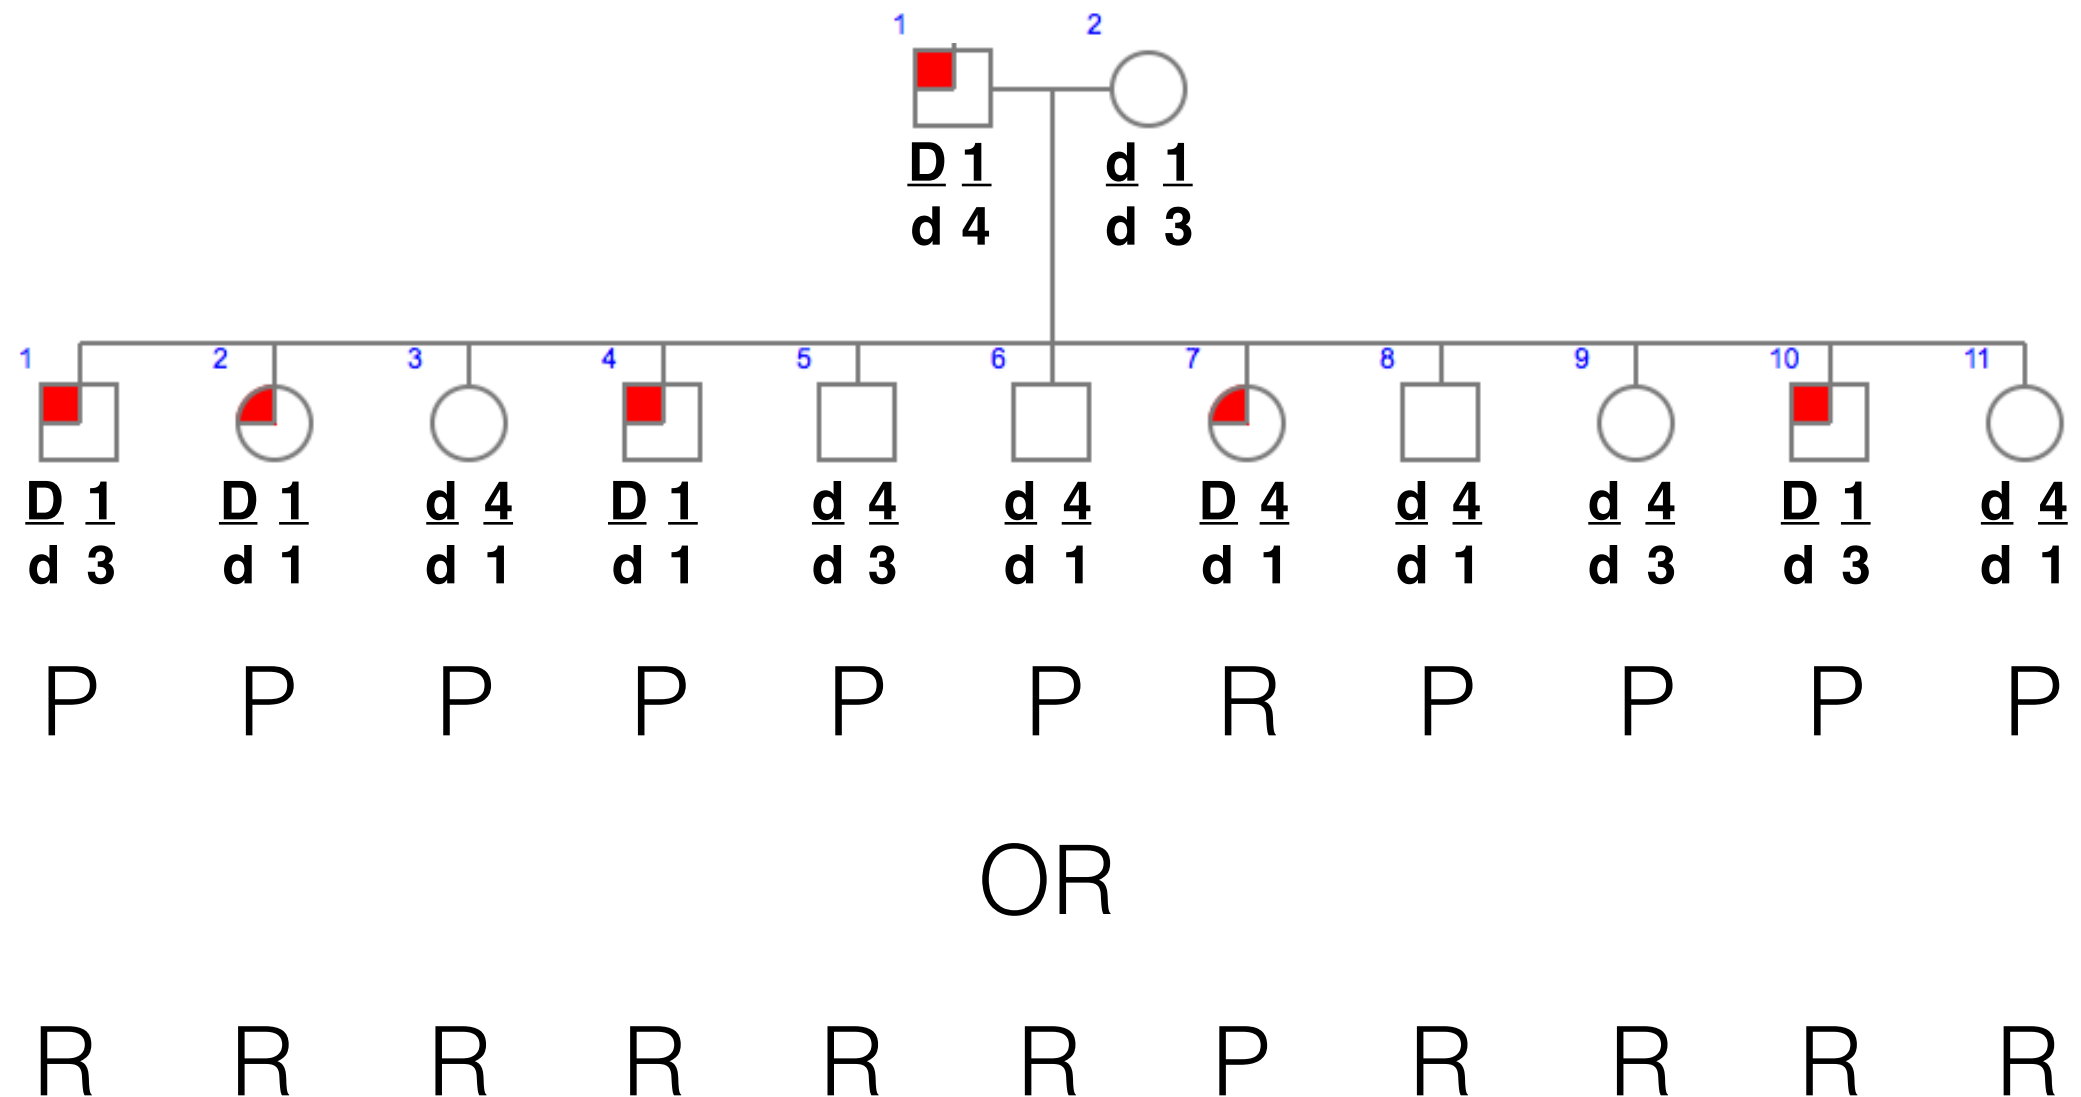 1 2
D 1 d 1
d 4 d 3
1 2 3 4 5 6 7 8 9 10 11
D 1 D 1 d 4 D 1 d 4 d 4 D 4 d 4 d 4 D 1 d 4
d 3 d 1 d 1 d 1 d 3 d 1 d 1 d 1 d 3 d 3 d 1
P P P P P P R P P P P
OR
R R R R R R P R R R R